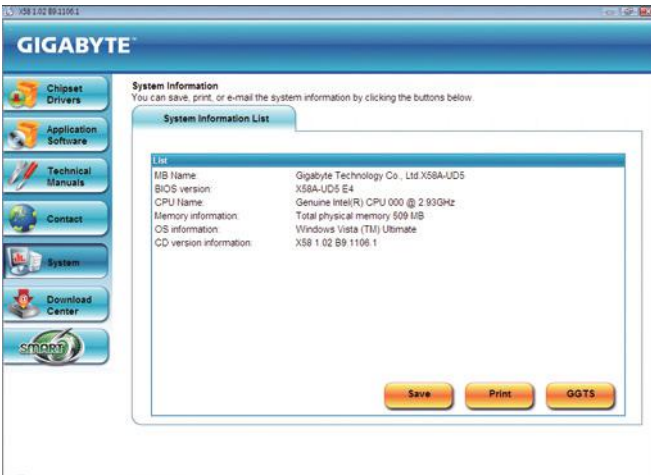 X58 1.02 B9.1106.1
GIGABYTE™
Chipset
Drivers
Application
Software
Technical
Manuals
Contact
System
Download
Center
SMART
System Information
You can save, print, or e-mail the system information by clicking the buttons below.
System Information List
List
MB Name: Gigabyte Technology Co., Ltd.X58A-UD5
BIOS version: X58A-UD5 E4
CPU Name: Genuine Intel(R) CPU 000 @ 2.93GHz
Memory information: Total physical memory 509 MB
OS information: Windows Vista (TM) Ultimate
CD version information: X58 1.02 B9.1106.1
Save Print GGTS